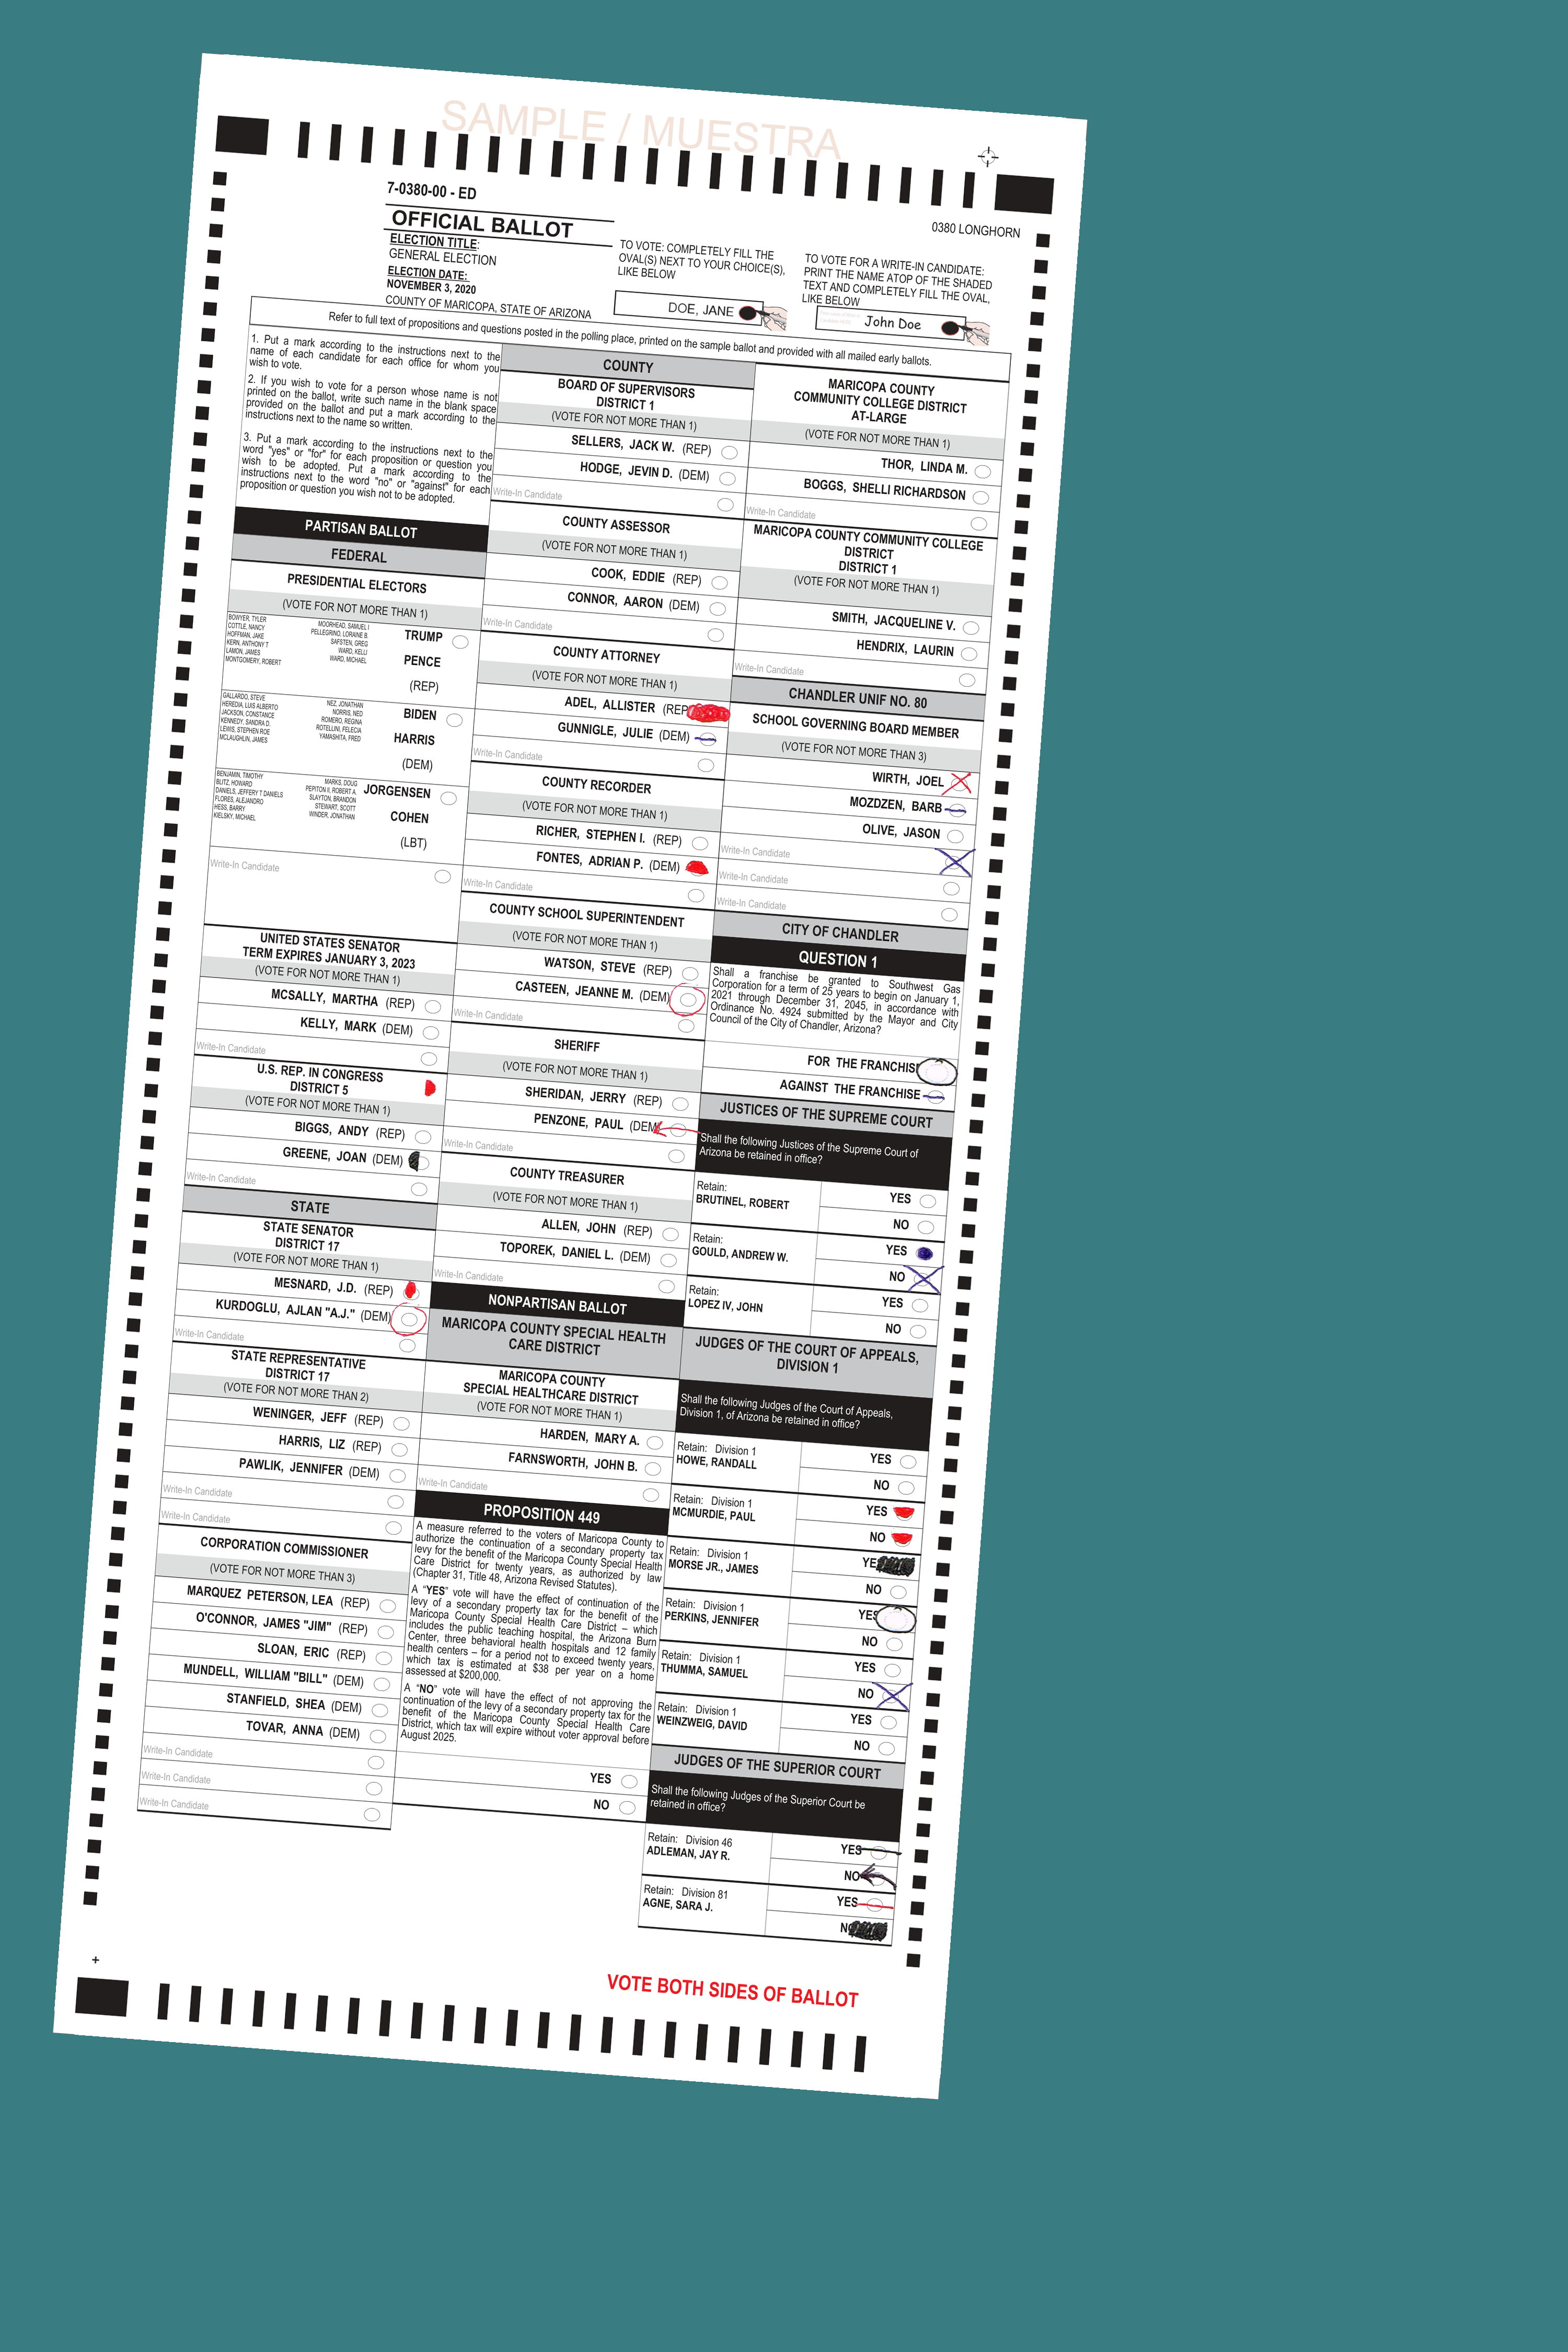 SAMPLE / MUESTRA
7-0380-00 - ED
0380 LONGHORN
OFFICIAL BALLOT
ELECTION TITLE:
GENERAL ELECTION
ELECTION DATE:
NOVEMBER 3, 2020
COUNTY OF MARICOPA, STATE OF ARIZONA
TO VOTE: COMPLETELY FILL THE
OVAL(S) NEXT TO YOUR CHOICE(S),
LIKE BELOW
DOE, JANE
TO VOTE FOR A WRITE-IN CANDIDATE:
PRINT THE NAME ATOP OF THE SHADED
TEXT AND COMPLETELY FILL THE OVAL,
LIKE BELOW
John Doe
Refer to full text of propositions and questions posted in the polling place, printed on the sample ballot and provided with all mailed early ballots.
1. Put a mark according to the instructions next to the
name of each candidate for each office for whom you
wish to vote.
2. If you wish to vote for a person whose name is not
printed on the ballot, write such name in the blank space
provided on the ballot and put a mark according to the
instructions next to the name so written.
3. Put a mark according to the instructions next to the
word "yes" or "for" for each proposition or question you
wish to be adopted. Put a mark according to the
instructions next to the word "no" or "against" for each
proposition or question you wish not to be adopted.
PARTISAN BALLOT
FEDERAL
PRESIDENTIAL ELECTORS
(VOTE FOR NOT MORE THAN 1)
BOWYER, TYLER
COTTLE, NANCY
HOFFMAN, JAKE
KERN, ANTHONY T
LAMON, JAMES
MONTGOMERY, ROBERT
MOORHEAD, SAMUEL I
PELLEGRINO, LORAINE B.
SAFSTEN, GREG
WARD, KELLI
WARD, MICHAEL
TRUMP
PENCE
(REP)
GALLARDO, STEVE
HEREDIA, LUIS ALBERTO
JACKSON, CONSTANCE
KENNEDY, SANDRA D.
LEWIS, STEPHEN ROE
MCLAUGHLIN, JAMES
NEZ, JONATHAN
NORRIS, NED
ROMERO, REGINA
ROTELLINI, FELECIA
YAMASHITA, FRED
BIDEN
HARRIS
(DEM)
BENJAMIN, TIMOTHY
BLITZ, HOWARD
DANIELS, JEFFERY T DANIELS
FLORES, ALEJANDRO
HESS, BARRY
KIELSKY, MICHAEL
MARKS, DOUG
PEPITON II, ROBERT A.
SLAYTON, BRANDON
STEWART, SCOTT
WINDER, JONATHAN
JORGENSEN
COHEN
(LBT)
Write-In Candidate
UNITED STATES SENATOR
TERM EXPIRES JANUARY 3, 2023
(VOTE FOR NOT MORE THAN 1)
MCSALLY, MARTHA (REP)
KELLY, MARK (DEM)
Write-In Candidate
U.S. REP. IN CONGRESS
DISTRICT 5
(VOTE FOR NOT MORE THAN 1)
BIGGS, ANDY (REP)
GREENE, JOAN (DEM)
Write-In Candidate
STATE
STATE SENATOR
DISTRICT 17
(VOTE FOR NOT MORE THAN 1)
MESNARD, J.D. (REP)
KURDOGLU, AJLAN "A.J." (DEM)
Write-In Candidate
STATE REPRESENTATIVE
DISTRICT 17
(VOTE FOR NOT MORE THAN 2)
WENINGER, JEFF (REP)
HARRIS, LIZ (REP)
PAWLIK, JENNIFER (DEM)
Write-In Candidate
Write-In Candidate
CORPORATION COMMISSIONER
(VOTE FOR NOT MORE THAN 3)
MARQUEZ PETERSON, LEA (REP)
O'CONNOR, JAMES "JIM" (REP)
SLOAN, ERIC (REP)
MUNDELL, WILLIAM "BILL" (DEM)
STANFIELD, SHEA (DEM)
TOVAR, ANNA (DEM)
Write-In Candidate
Write-In Candidate
Write-In Candidate
COUNTY
BOARD OF SUPERVISORS
DISTRICT 1
(VOTE FOR NOT MORE THAN 1)
SELLERS, JACK W. (REP)
HODGE, JEVIN D. (DEM)
Write-In Candidate
COUNTY ASSESSOR
(VOTE FOR NOT MORE THAN 1)
COOK, EDDIE (REP)
CONNOR, AARON (DEM)
Write-In Candidate
COUNTY ATTORNEY
(VOTE FOR NOT MORE THAN 1)
ADEL, ALLISTER (REP
GUNNIGLE, JULIE (DEM)
Write-In Candidate
COUNTY RECORDER
(VOTE FOR NOT MORE THAN 1)
RICHER, STEPHEN I. (REP)
FONTES, ADRIAN P. (DEM)
Write-In Candidate
COUNTY SCHOOL SUPERINTENDENT
(VOTE FOR NOT MORE THAN 1)
WATSON, STEVE (REP)
CASTEEN, JEANNE M. (DEM)
Write-In Candidate
SHERIFF
(VOTE FOR NOT MORE THAN 1)
SHERIDAN, JERRY (REP)
PENZONE, PAUL (DEM
Write-In Candidate
COUNTY TREASURER
(VOTE FOR NOT MORE THAN 1)
ALLEN, JOHN (REP)
TOPOREK, DANIEL L. (DEM)
Write-In Candidate
NONPARTISAN BALLOT
MARICOPA COUNTY SPECIAL HEALTH
CARE DISTRICT
MARICOPA COUNTY
SPECIAL HEALTHCARE DISTRICT
(VOTE FOR NOT MORE THAN 1)
HARDEN, MARY A.
FARNSWORTH, JOHN B.
Write-In Candidate
PROPOSITION 449
A measure referred to the voters of Maricopa County to
authorize the continuation of a secondary property tax
levy for the benefit of the Maricopa County Special Health
Care District for twenty years, as authorized by law
(Chapter 31, Title 48, Arizona Revised Statutes).
A "YES" vote will have the effect of continuation of the
levy of a secondary property tax for the benefit of the
Maricopa County Special Health Care District – which
includes the public teaching hospital, the Arizona Burn
Center, three behavioral health hospitals and 12 family
health centers – for a period not to exceed twenty years,
which tax is estimated at $38 per year on a home
assessed at $200,000.
A "NO" vote will have the effect of not approving the
continuation of the levy of a secondary property tax for the
benefit of the Maricopa County Special Health Care
District, which tax will expire without voter approval before
August 2025.
YES
NO
MARICOPA COUNTY
COMMUNITY COLLEGE DISTRICT
AT-LARGE
(VOTE FOR NOT MORE THAN 1)
THOR, LINDA M.
BOGGS, SHELLI RICHARDSON
Write-In Candidate
MARICOPA COUNTY COMMUNITY COLLEGE
DISTRICT
DISTRICT 1
(VOTE FOR NOT MORE THAN 1)
SMITH, JACQUELINE V.
HENDRIX, LAURIN
Write-In Candidate
CHANDLER UNIF NO. 80
SCHOOL GOVERNING BOARD MEMBER
(VOTE FOR NOT MORE THAN 3)
WIRTH, JOEL
MOZDZEN, BARB
OLIVE, JASON
Write-In Candidate
Write-In Candidate
Write-In Candidate
CITY OF CHANDLER
QUESTION 1
Shall a franchise be granted to Southwest Gas
Corporation for a term of 25 years to begin on January 1,
2021 through December 31, 2045, in accordance with
Ordinance No. 4924 submitted by the Mayor and City
Council of the City of Chandler, Arizona?
FOR THE FRANCHIS
AGAINST THE FRANCHISE
JUSTICES OF THE SUPREME COURT
Shall the following Justices of the Supreme Court of
Arizona be retained in office?
Retain:
BRUTINEL, ROBERT
YES
NO
Retain:
GOULD, ANDREW W.
YES
NO
Retain:
LOPEZ IV, JOHN
YES
NO
JUDGES OF THE COURT OF APPEALS,
DIVISION 1
Shall the following Judges of the Court of Appeals,
Division 1, of Arizona be retained in office?
Retain: Division 1
HOWE, RANDALL
YES
NO
Retain: Division 1
MCMURDIE, PAUL
YES
NO
Retain: Division 1
MORSE JR., JAMES
YE
NO
Retain: Division 1
PERKINS, JENNIFER
YES
NO
Retain: Division 1
THUMMA, SAMUEL
YES
NO
Retain: Division 1
WEINZWEIG, DAVID
YES
NO
JUDGES OF THE SUPERIOR COURT
Shall the following Judges of the Superior Court be
retained in office?
Retain: Division 46
ADLEMAN, JAY R.
YES
NO
Retain: Division 81
AGNE, SARA J.
YES
N
VOTE BOTH SIDES OF BALLOT